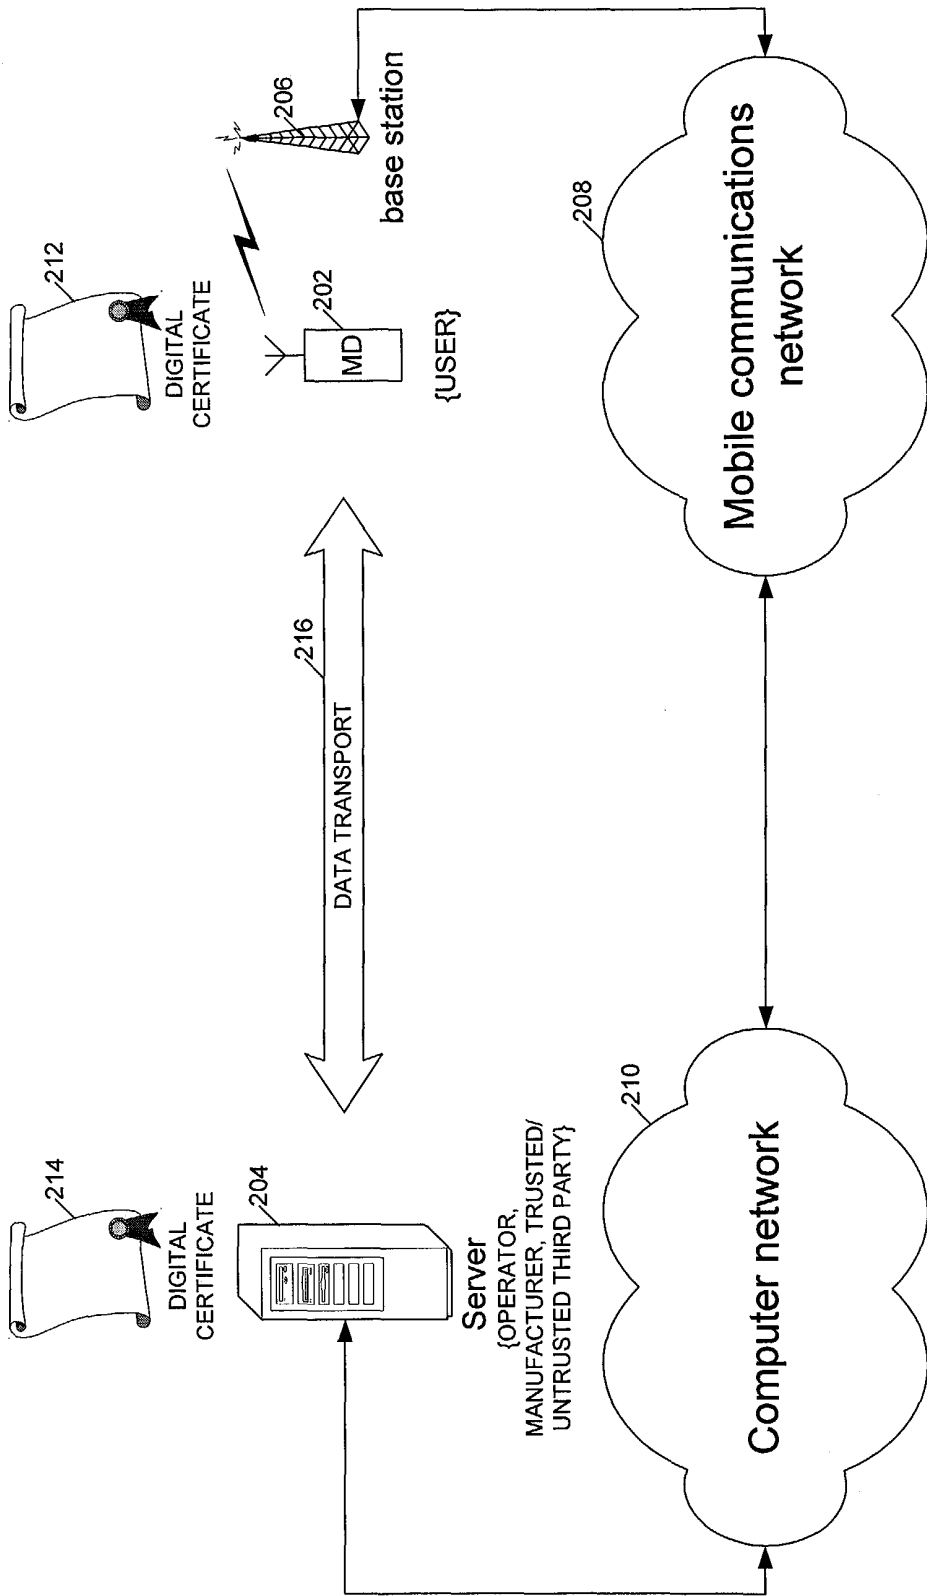 214
DIGITAL
CERTIFICATE
204
Server
{OPERATOR,
MANUFACTURER, TRUSTED/
UNTRUSTED THIRD PARTY}
216
DATA TRANSPORT
212
DIGITAL
CERTIFICATE
202
MD
{USER}
206
base station
210
Computer network
208
Mobile communications
network